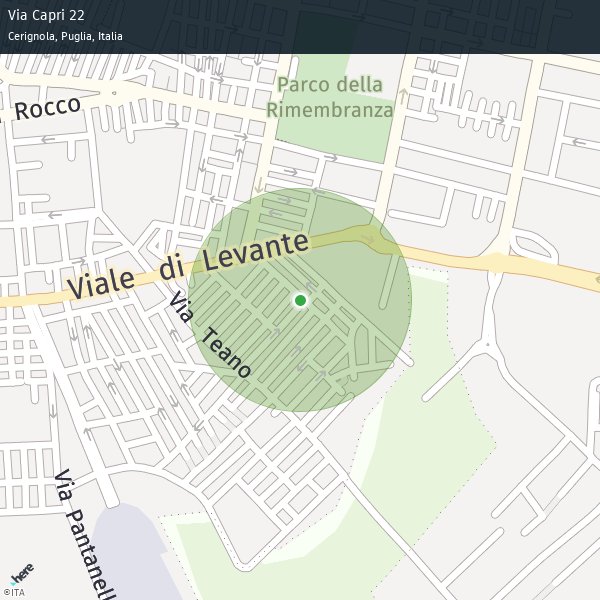 Via Capri 22
Cerignola, Puglia, Italia
Parco della
Rimembranza
Rocco
Viale di Levante
Via Teano
Via Pantanell
here
©ITA